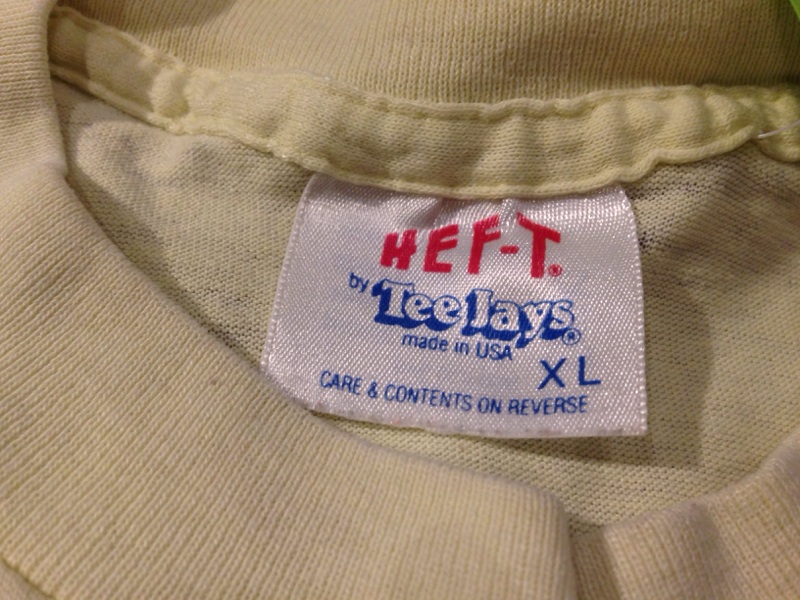 HEF-T®
by Tee Jays®
made in USA
XL
CARE & CONTENTS ON REVERSE